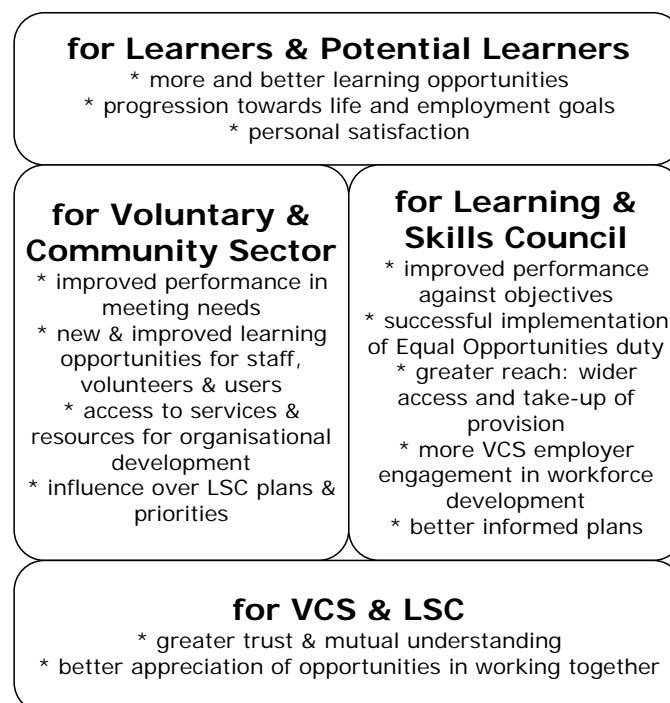 for Learners & Potential Learners
* more and better learning opportunities
* progression towards life and employment goals
* personal satisfaction
for Voluntary &
Community Sector
* improved performance in
meeting needs
* new & improved learning
opportunities for staff,
volunteers & users
* access to services &
resources for organisational
development
* influence over LSC plans &
priorities
for Learning &
Skills Council
* improved performance
against objectives
* successful implementation
of Equal Opportunities duty
* greater reach: wider
access and take-up of
provision
* more VCS employer
engagement in workforce
development
* better informed plans
for VCS & LSC
* greater trust & mutual understanding
* better appreciation of opportunities in working together